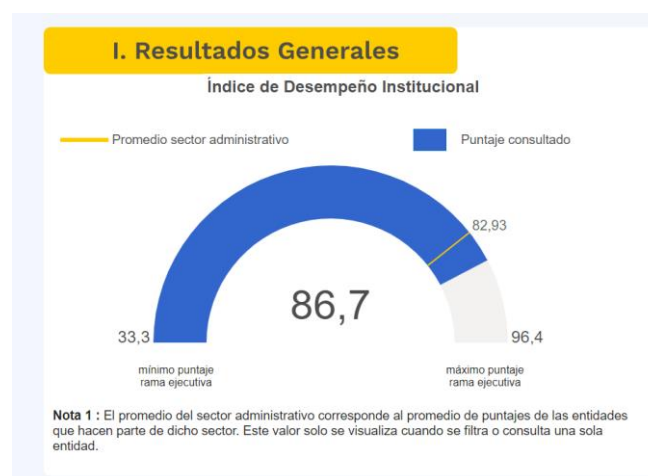 I. Resultados Generales
Índice de Desempeño Institucional
Promedio sector administrativo
Puntaje consultado
82,93
86,7
33,3
96,4
mínimo puntaje
rama ejecutiva
máximo puntaje
rama ejecutiva
Nota 1 : El promedio del sector administrativo corresponde al promedio de puntajes de las entidades
que hacen parte de dicho sector. Este valor solo se visualiza cuando se filtra o consulta una sola
entidad.